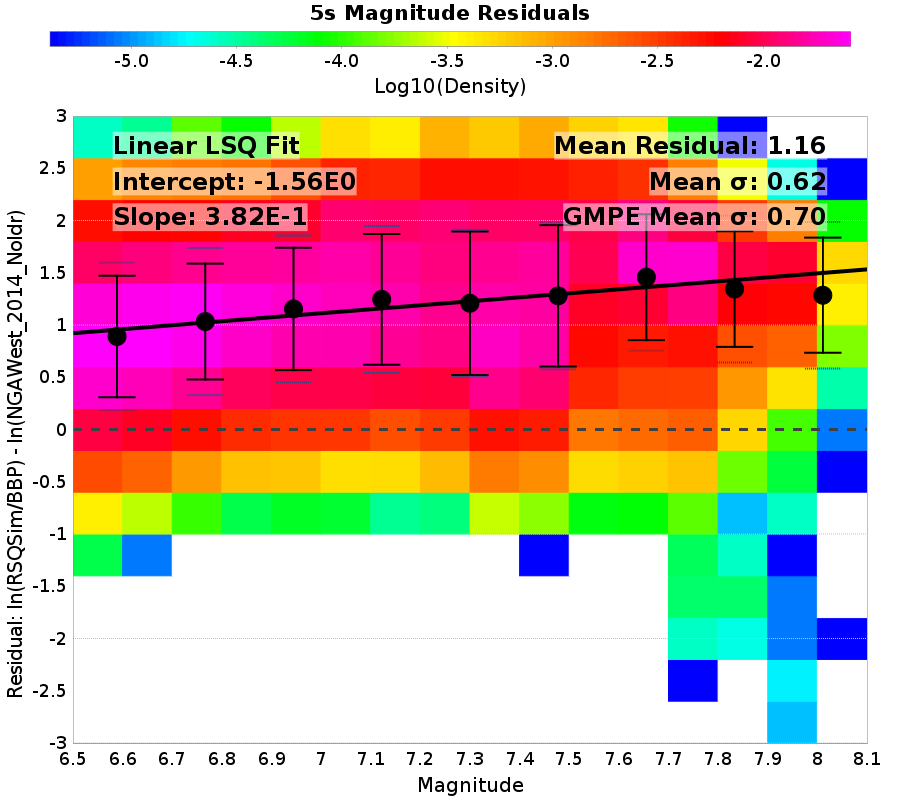 5s Magnitude Residuals
-5.0 -4.5 -4.0 -3.5 -3.0 -2.5 -2.0
Log10(Density)
Linear LSQ Fit
Intercept: -1.56E0
Slope: 3.82E-1
Mean Residual: 1.16
Mean σ: 0.62
GMPE Mean σ: 0.70
Residual: ln(RSQSim/BBP) - ln(NGAWest_2014_NoIdr)
3
2.5
2
1.5
1
0.5
0
-0.5
-1
-1.5
-2
-2.5
-3
6.5 6.6 6.7 6.8 6.9 7 7.1 7.2 7.3 7.4 7.5 7.6 7.7 7.8 7.9 8 8.1
Magnitude